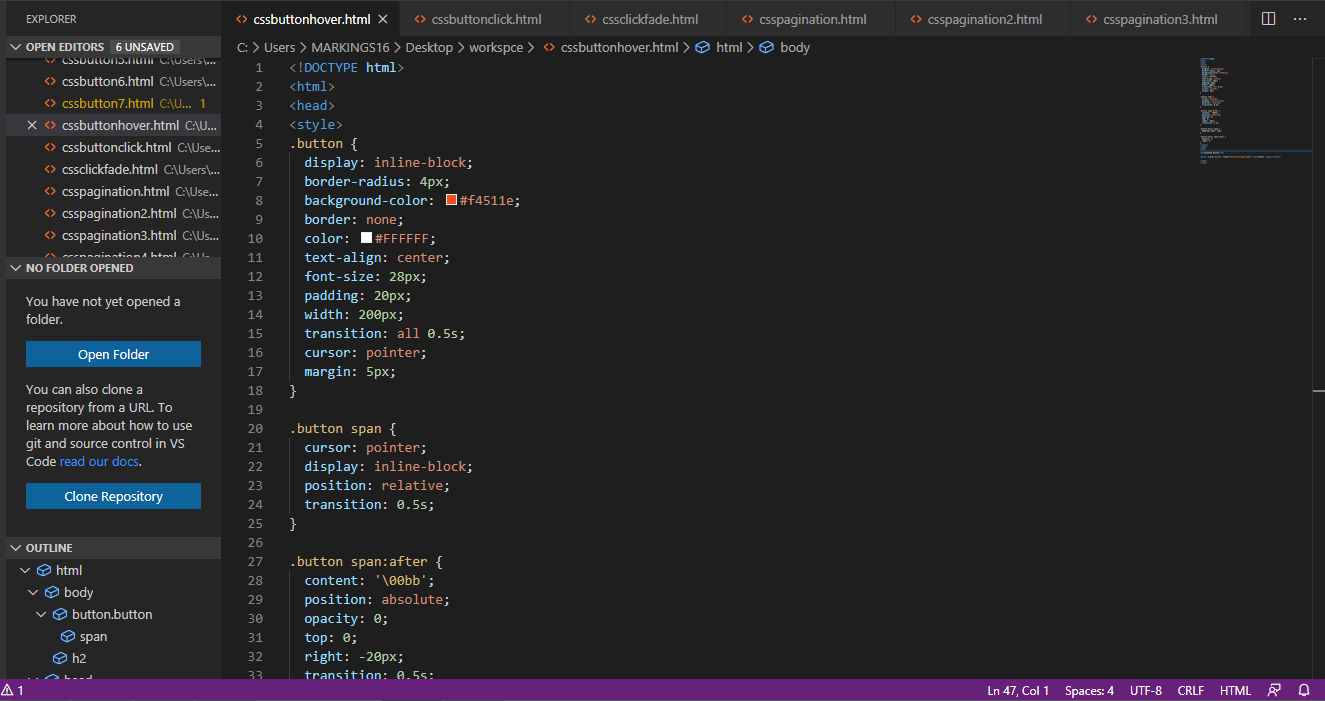 EXPLORER
OPEN EDITORS 6 UNSAVED
cssbutton5.html C:\Users\...
cssbutton6.html C:\Users\...
cssbutton7.html C:\U... 1
cssbuttonhover.html C:\U...
cssbuttonclick.html C:\Use...
cssclickfade.html C:\Users\...
csspagination.html C:\Use...
csspagination2.html C:\Us...
csspagination3.html C:\Us...
csspagination4.html C:\Us...
NO FOLDER OPENED
You have not yet opened a
folder.
Open Folder
You can also clone a
repository from a URL. To
learn more about how to use
git and source control in VS
Code read our docs.
Clone Repository
OUTLINE
html
body
button.button
span
h2
head
cssbuttonhover.html cssbuttonclick.html cssclickfade.html csspagination.html csspagination2.html csspagination3.html
C: > Users > MARKINGS16 > Desktop > workspce > cssbuttonhover.html > html > body
1 <!DOCTYPE html>
2 <html>
3 <head>
4 <style>
5 .button {
6 display: inline-block;
7 border-radius: 4px;
8 background-color: #f4511e;
9 border: none;
10 color: #FFFFFF;
11 text-align: center;
12 font-size: 28px;
13 padding: 20px;
14 width: 200px;
15 transition: all 0.5s;
16 cursor: pointer;
17 margin: 5px;
18 }
19
20 .button span {
21 cursor: pointer;
22 display: inline-block;
23 position: relative;
24 transition: 0.5s;
25 }
26
27 .button span:after {
28 content: '\00bb';
29 position: absolute;
30 opacity: 0;
31 top: 0;
32 right: -20px;
33 transition: 0.5s;
1
Ln 47, Col 1 Spaces: 4 UTF-8 CRLF HTML